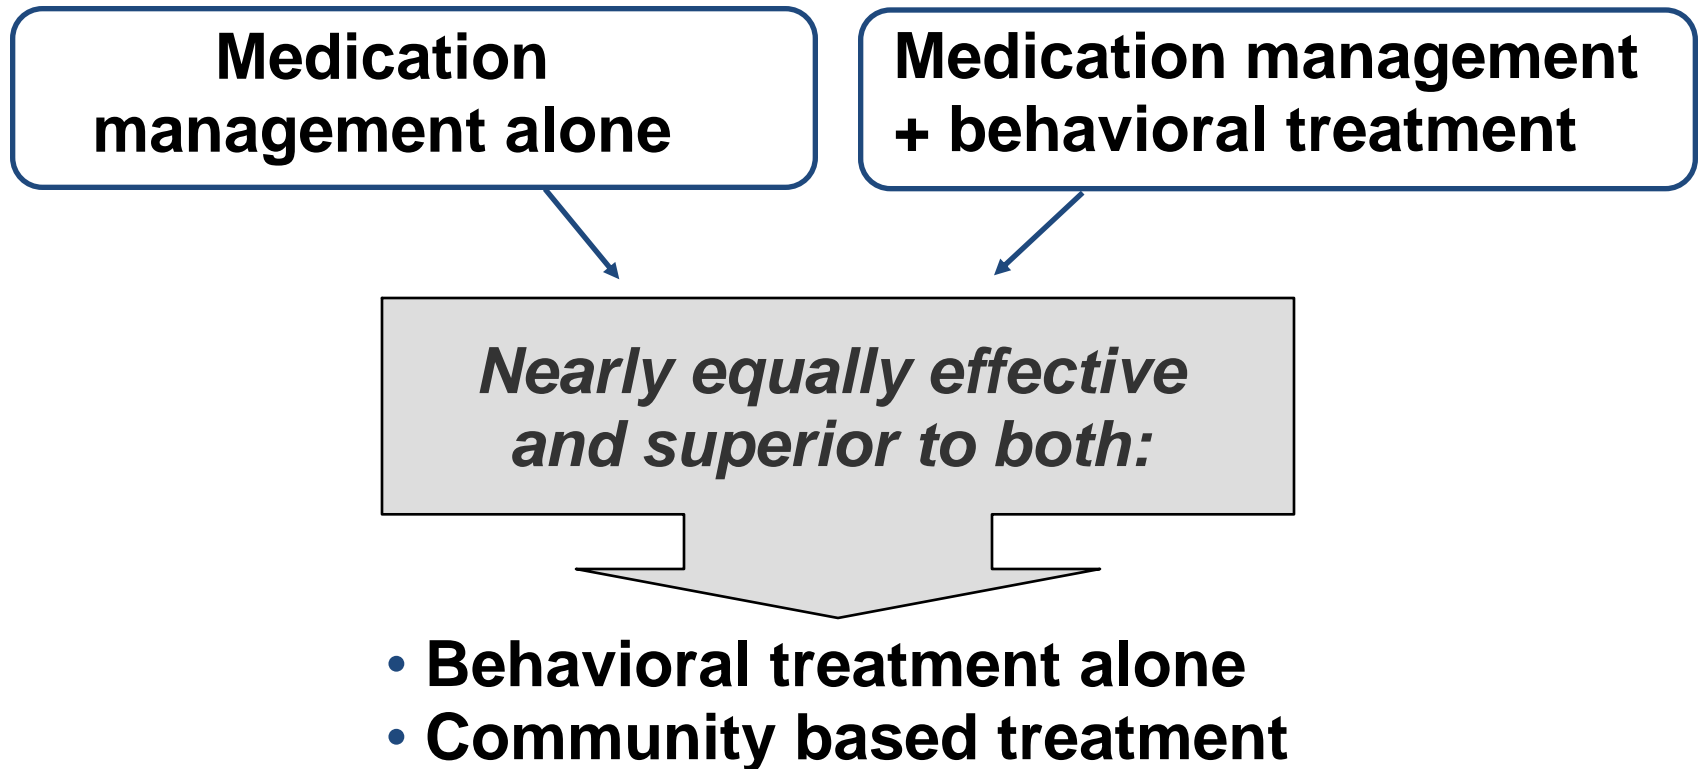 Medication
management alone
Medication management
+ behavioral treatment
Nearly equally effective
and superior to both:
• Behavioral treatment alone
• Community based treatment